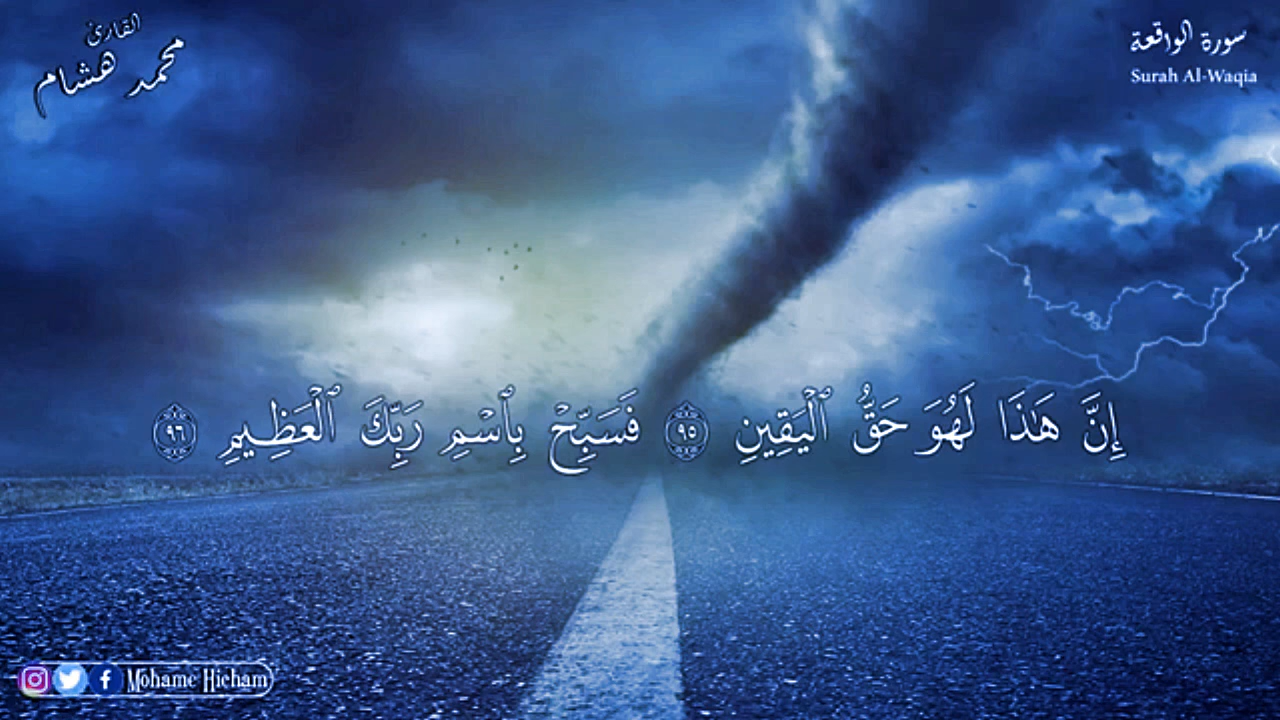 القارئ
محمد هشام
سورة الواقعة
Surah Al-Waqia
إِنَّ هَٰذَا لَهُوَ حَقُّ ٱلْيَقِينِ ٩٥ فَسَبِّحْ بِٱسْمِ رَبِّكَ ٱلْعَظِيمِ ٩٦
Mohame Hicham